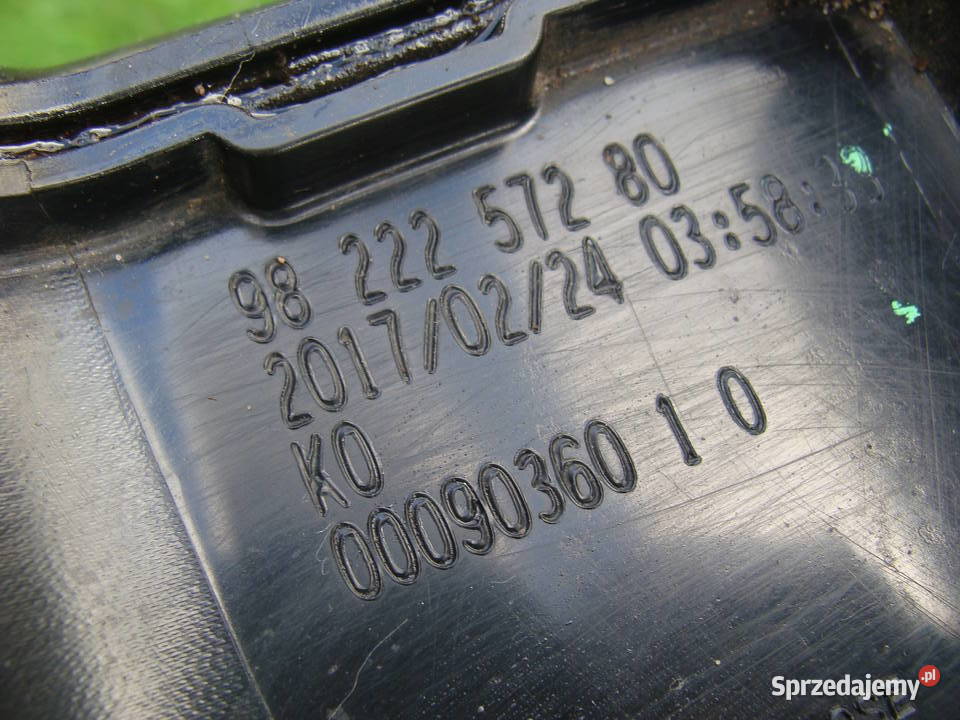 98 222 572 80
2017/02/24 03:58:
K0
00090360 1 0
Sprzedajemy.pl